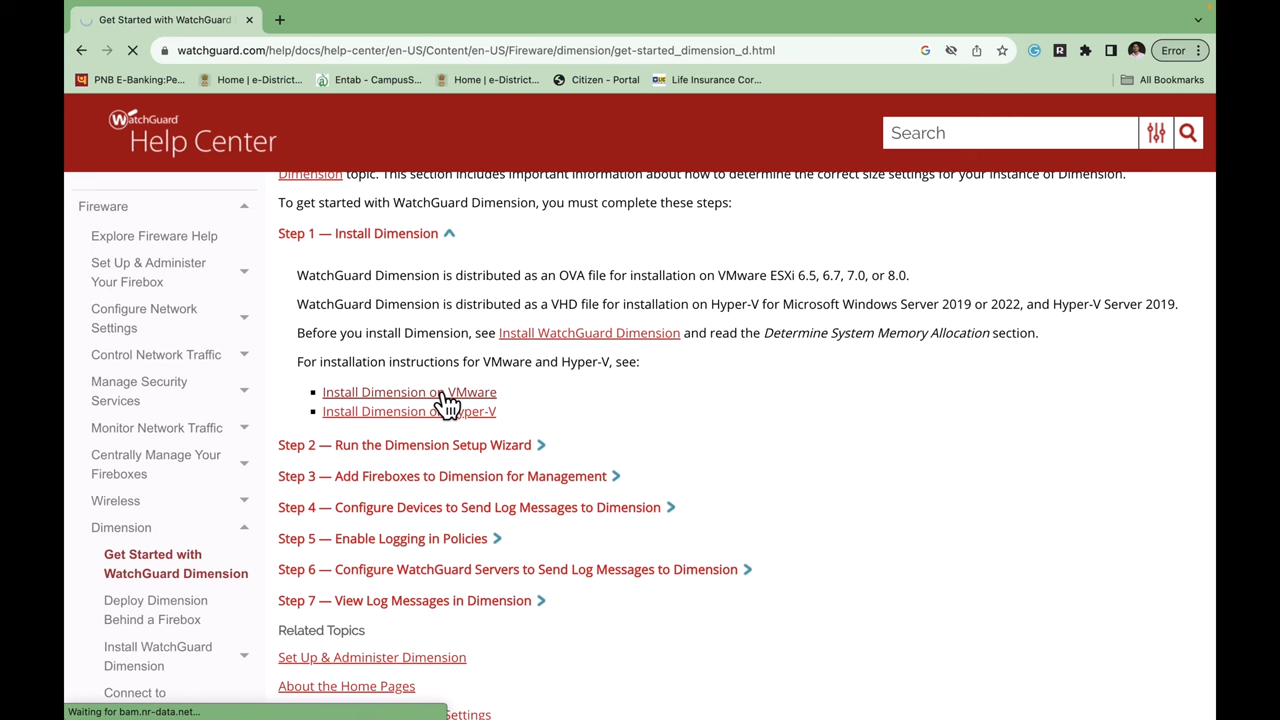 Get Started with WatchGuard
watchguard.com/help/docs/help-center/en-US/Content/en-US/Fireware/dimension/get-started_dimension_d.html
Error
PNB E-Banking:Pe...
Home | e-District...
Entab - CampusS...
Home | e-District...
Citizen - Portal
Life Insurance Cor...
All Bookmarks
WatchGuard
Help Center
Search
Fireware
Explore Fireware Help
Set Up & Administer
Your Firebox
Configure Network
Settings
Control Network Traffic
Manage Security
Services
Monitor Network Traffic
Centrally Manage Your
Fireboxes
Wireless
Dimension
Get Started with
WatchGuard Dimension
Deploy Dimension
Behind a Firebox
Install WatchGuard
Dimension
Connect to
Dimension topic. This section includes important information about how to determine the correct size settings for your instance of Dimension.
To get started with WatchGuard Dimension, you must complete these steps:
Step 1 — Install Dimension
WatchGuard Dimension is distributed as an OVA file for installation on VMware ESXi 6.5, 6.7, 7.0, or 8.0.
WatchGuard Dimension is distributed as a VHD file for installation on Hyper-V for Microsoft Windows Server 2019 or 2022, and Hyper-V Server 2019.
Before you install Dimension, see Install WatchGuard Dimension and read the Determine System Memory Allocation section.
For installation instructions for VMware and Hyper-V, see:
Install Dimension on VMware
Install Dimension on Hyper-V
Step 2 — Run the Dimension Setup Wizard
Step 3 — Add Fireboxes to Dimension for Management
Step 4 — Configure Devices to Send Log Messages to Dimension
Step 5 — Enable Logging in Policies
Step 6 — Configure WatchGuard Servers to Send Log Messages to Dimension
Step 7 — View Log Messages in Dimension
Related Topics
Set Up & Administer Dimension
About the Home Pages
Settings
Waiting for bam.nr-data.net...